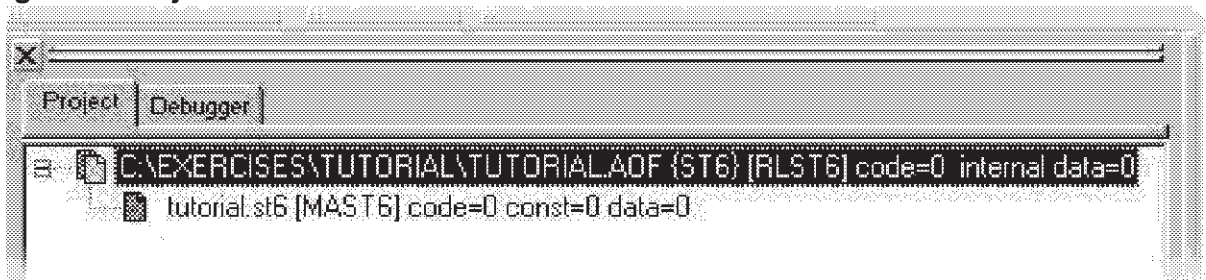 Project Debugger
C:\EXERCISES\TUTORIAL\TUTORIAL.AOF {ST6} [RLST6] code=0 internal data=0
tutorial.st6 [MAST6] code=0 const=0 data=0